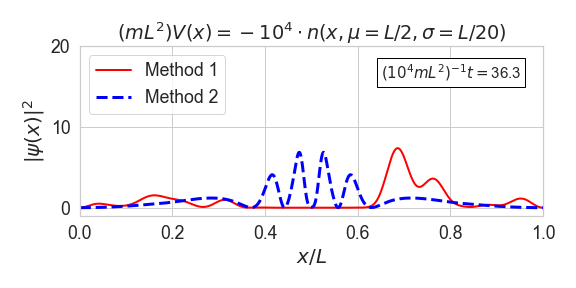 (mL²)V(x) = −10⁴ · n(x, μ = L/2, σ = L/20)
Method 1
Method 2
(10⁴mL²)⁻¹t = 36.3
|ψ(x)|²
20
10
0
0.0 0.2 0.4 0.6 0.8 1.0
x/L